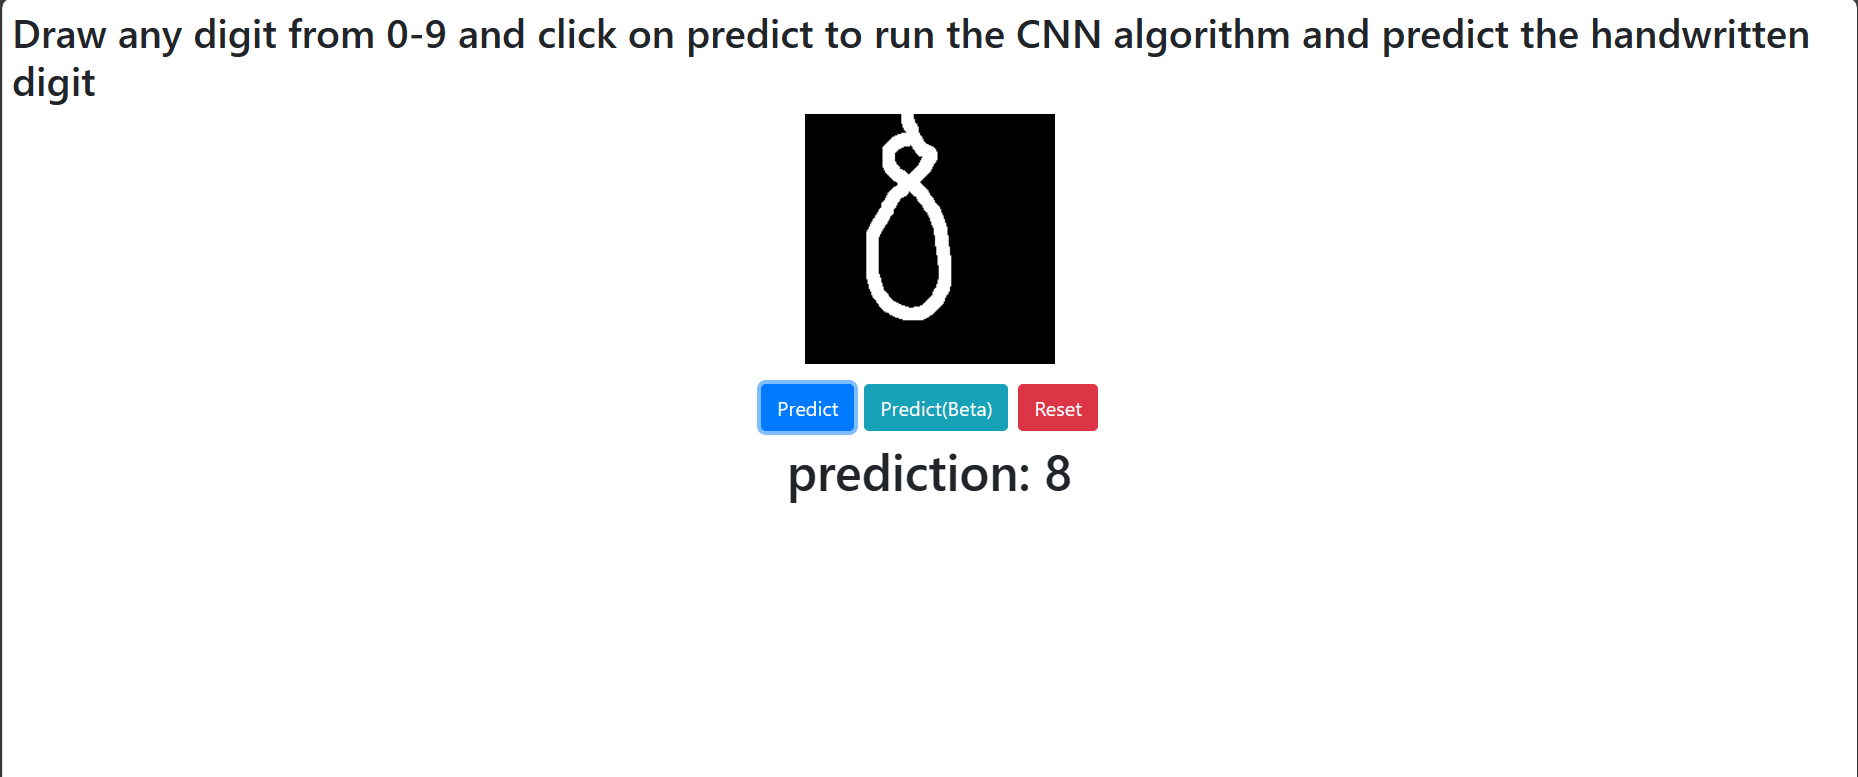 Draw any digit from 0-9 and click on predict to run the CNN algorithm and predict the handwritten
digit
8
Predict Predict(Beta) Reset
prediction: 8